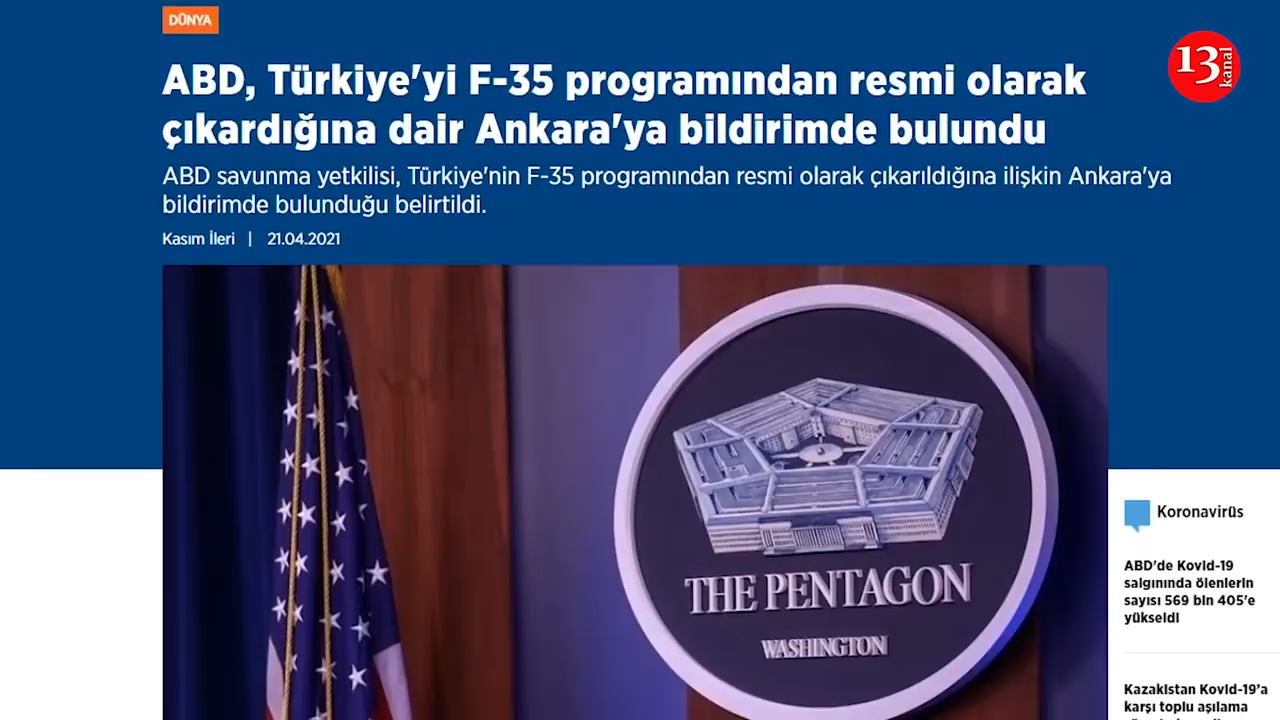 DÜNYA
ABD, Türkiye'yi F-35 programından resmi olarak
çıkardığına dair Ankara'ya bildirimde bulundu
ABD savunma yetkilisi, Türkiye'nin F-35 programından resmi olarak çıkarıldığına ilişkin Ankara'ya
bildirimde bulunduğu belirtildi.
Kasım İleri | 21.04.2021
13 kanal
THE PENTAGON
WASHINGTON
Koronavirüs
ABD'de Kovid-19
salgınında ölenlerin
sayısı 569 bin 405'e
yükseldi
Kazakistan Kovid-19'a
karşı toplu aşılama